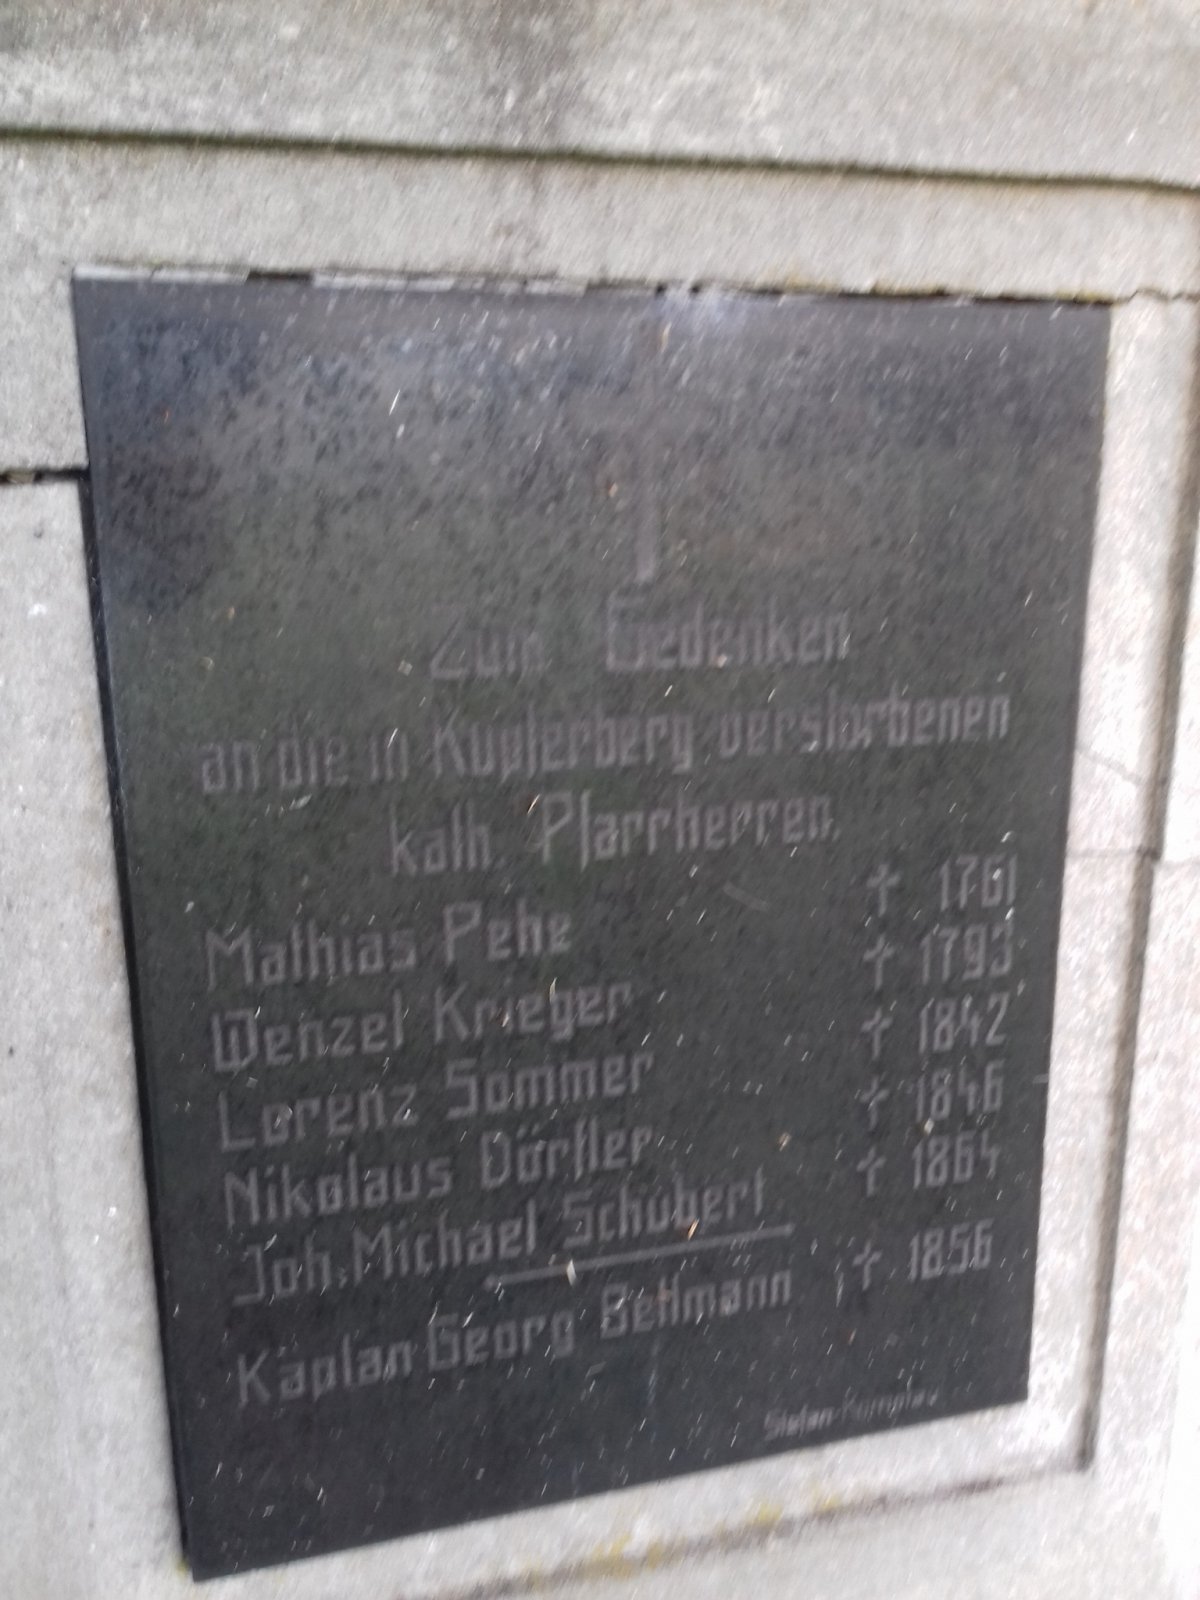 Zum Gedenken
an die in Kupferberg verstorbenen
kath. Pfarrherren.
Mathias Pehe † 1761
Wenzel Krieger † 1793
Lorenz Sommer † 1842
Nikolaus Dörfler † 1846
Joh. Michael Schubert † 1864
Kaplan Georg Bettmann † 1856
Stefan